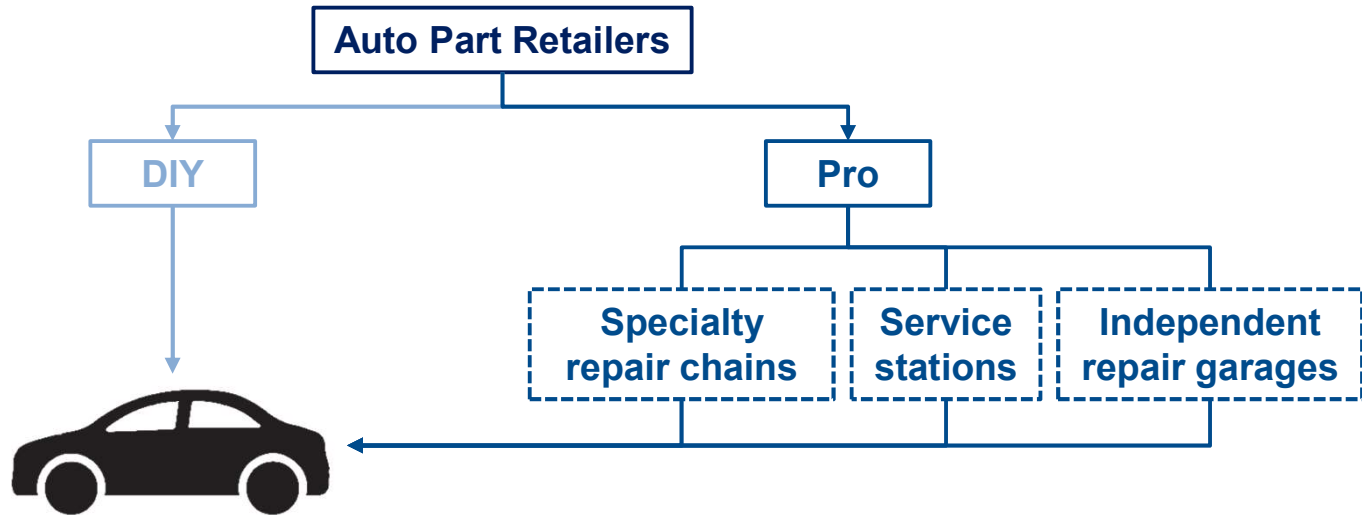 Auto Part Retailers
DIY
Pro
Specialty
repair chains
Service
stations
Independent
repair garages